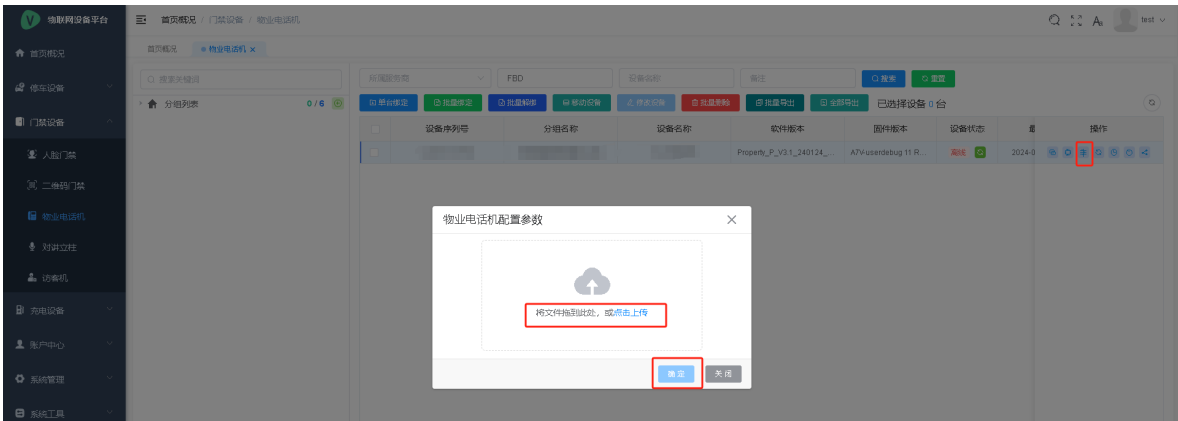 物联网设备平台
首页概况 / 门禁设备 / 物业电话机
test
首页概况
物业电话机 ×
首页概况
停车设备
门禁设备
人脸门禁
二维码门禁
物业电话机
对讲立柱
访客机
充电设备
账户中心
系统管理
系统工具
搜索关键词
分组列表 0 / 6
所属服务商
FBD
设备名称
备注
搜索
重置
单台绑定
批量绑定
批量解绑
移动设备
修改设备
批量删除
批量导出
全部导出
已选择设备 0 台
设备序列号 分组名称 设备名称 软件版本 固件版本 设备状态 操作
Property_P_V3.1_240124_... A7V-userdebug 11 R... 离线 2024-0
物业电话机配置参数
将文件拖到此处，或点击上传
确定
关闭